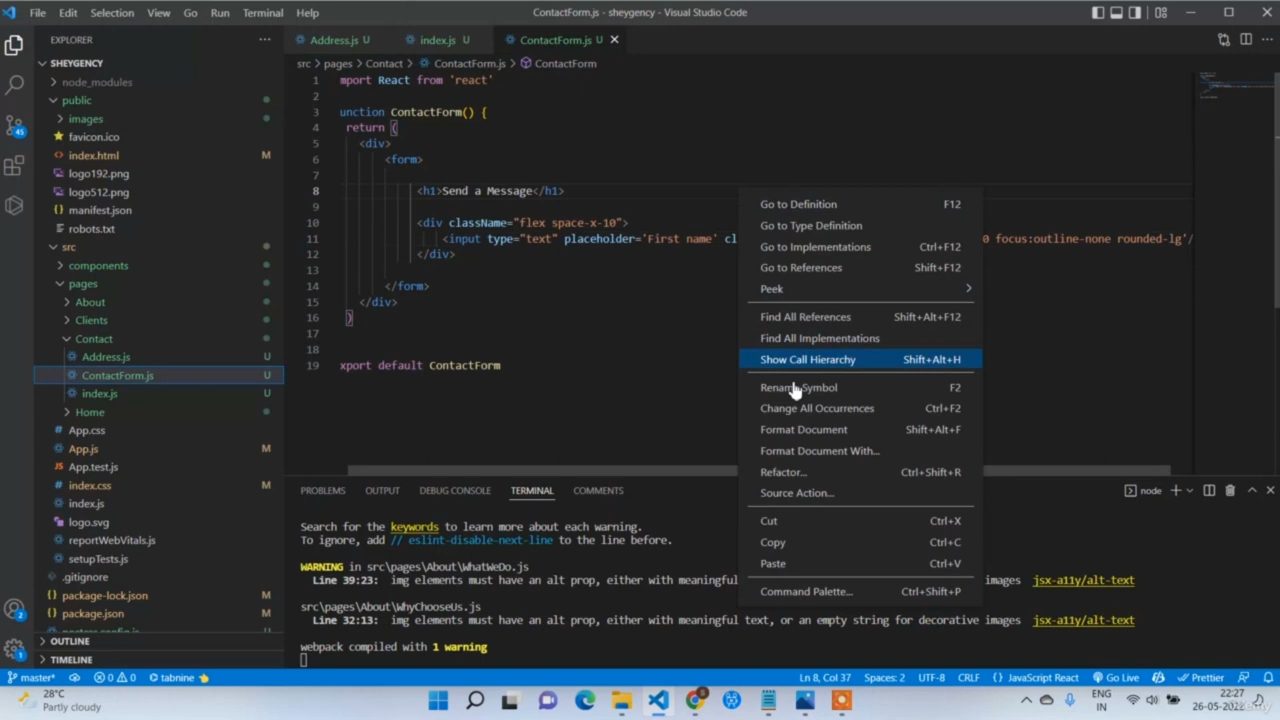 File Edit Selection View Go Run Terminal Help
ContactForm.js - sheygency - Visual Studio Code
EXPLORER
SHEYGENCY
node_modules
public
images
favicon.ico
index.html M
logo192.png
logo512.png
manifest.json
robots.txt
src
components
pages
About
Clients
Contact
Address.js U
ContactForm.js U
index.js U
Home
App.css
App.js M
App.test.js
index.css M
index.js
logo.svg
reportWebVitals.js
setupTests.js
.gitignore
package-lock.json M
package.json M
OUTLINE
TIMELINE
45
2
1
Address.js U index.js U ContactForm.js U
src > pages > Contact > ContactForm.js > ContactForm
1 mport React from 'react'
2
3 unction ContactForm() {
4 return (
5 <div>
6 <form>
7
8 <h1>Send a Message</h1>
9
10 <div className="flex space-x-10">
11 <input type="text" placeholder='First name' cl 0 focus:outline-none rounded-lg'/
12 </div>
13
14 </form>
15 </div>
16 )
17
18
19 xport default ContactForm
Go to Definition F12
Go to Type Definition
Go to Implementations Ctrl+F12
Go to References Shift+F12
Peek
Find All References Shift+Alt+F12
Find All Implementations
Show Call Hierarchy Shift+Alt+H
Rename Symbol F2
Change All Occurrences Ctrl+F2
Format Document Shift+Alt+F
Format Document With...
Refactor... Ctrl+Shift+R
Source Action...
Cut Ctrl+X
Copy Ctrl+C
Paste Ctrl+V
Command Palette... Ctrl+Shift+P
PROBLEMS OUTPUT DEBUG CONSOLE TERMINAL COMMENTS
node
Search for the keywords to learn more about each warning.
To ignore, add // eslint-disable-next-line to the line before.
WARNING in src\pages\About\WhatWeDo.js
Line 39:23: img elements must have an alt prop, either with meaningful images jsx-a11y/alt-text
src\pages\About\WhyChooseUs.js
Line 32:13: img elements must have an alt prop, either with meaningful text, or an empty string for decorative images jsx-a11y/alt-text
webpack compiled with 1 warning
master* 0 0 tabnine Ln 8, Col 37 Spaces: 2 UTF-8 CRLF {} JavaScript React Go Live Prettier
28°C
Partly cloudy
ENG
IN
22:27
26-05-2022